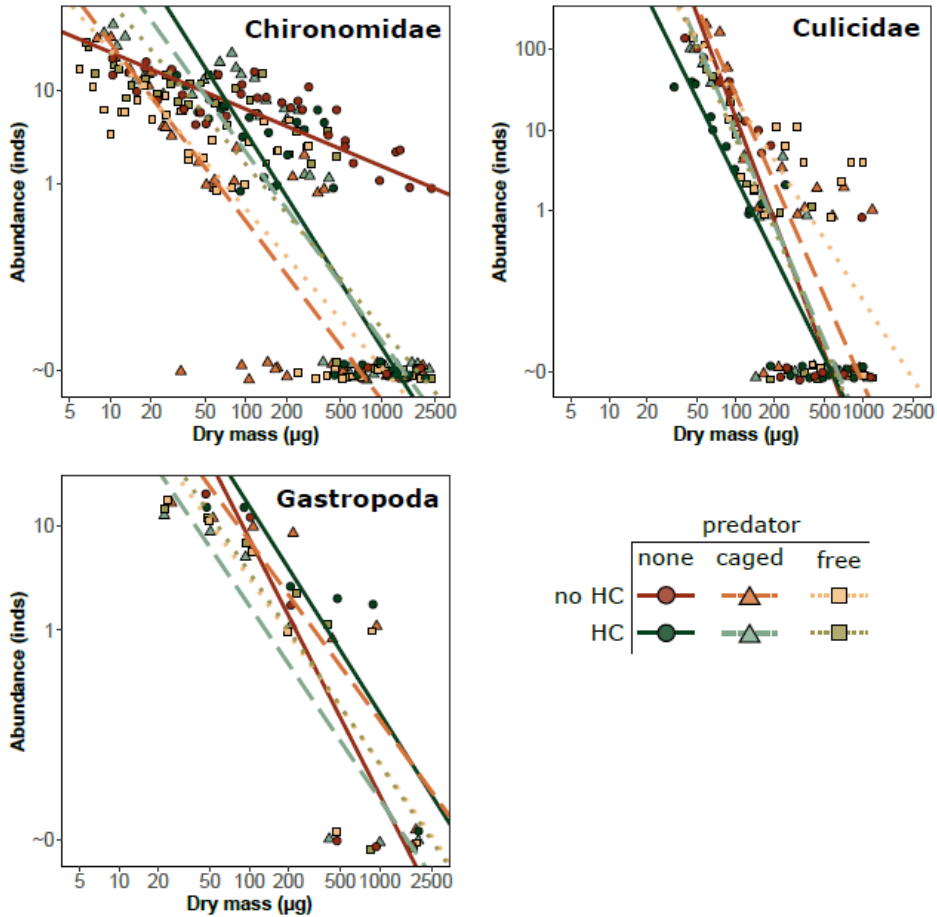 Chironomidae
Abundance (inds)
10
1
~0
5 10 20 50 100 200 500 1000 2500
Dry mass (µg)
Culicidae
Abundance (inds)
100
10
1
~0
5 10 20 50 100 200 500 1000 2500
Dry mass (µg)
Gastropoda
Abundance (inds)
10
1
~0
5 10 20 50 100 200 500 1000 2500
Dry mass (µg)
predator
none caged free
no HC
HC